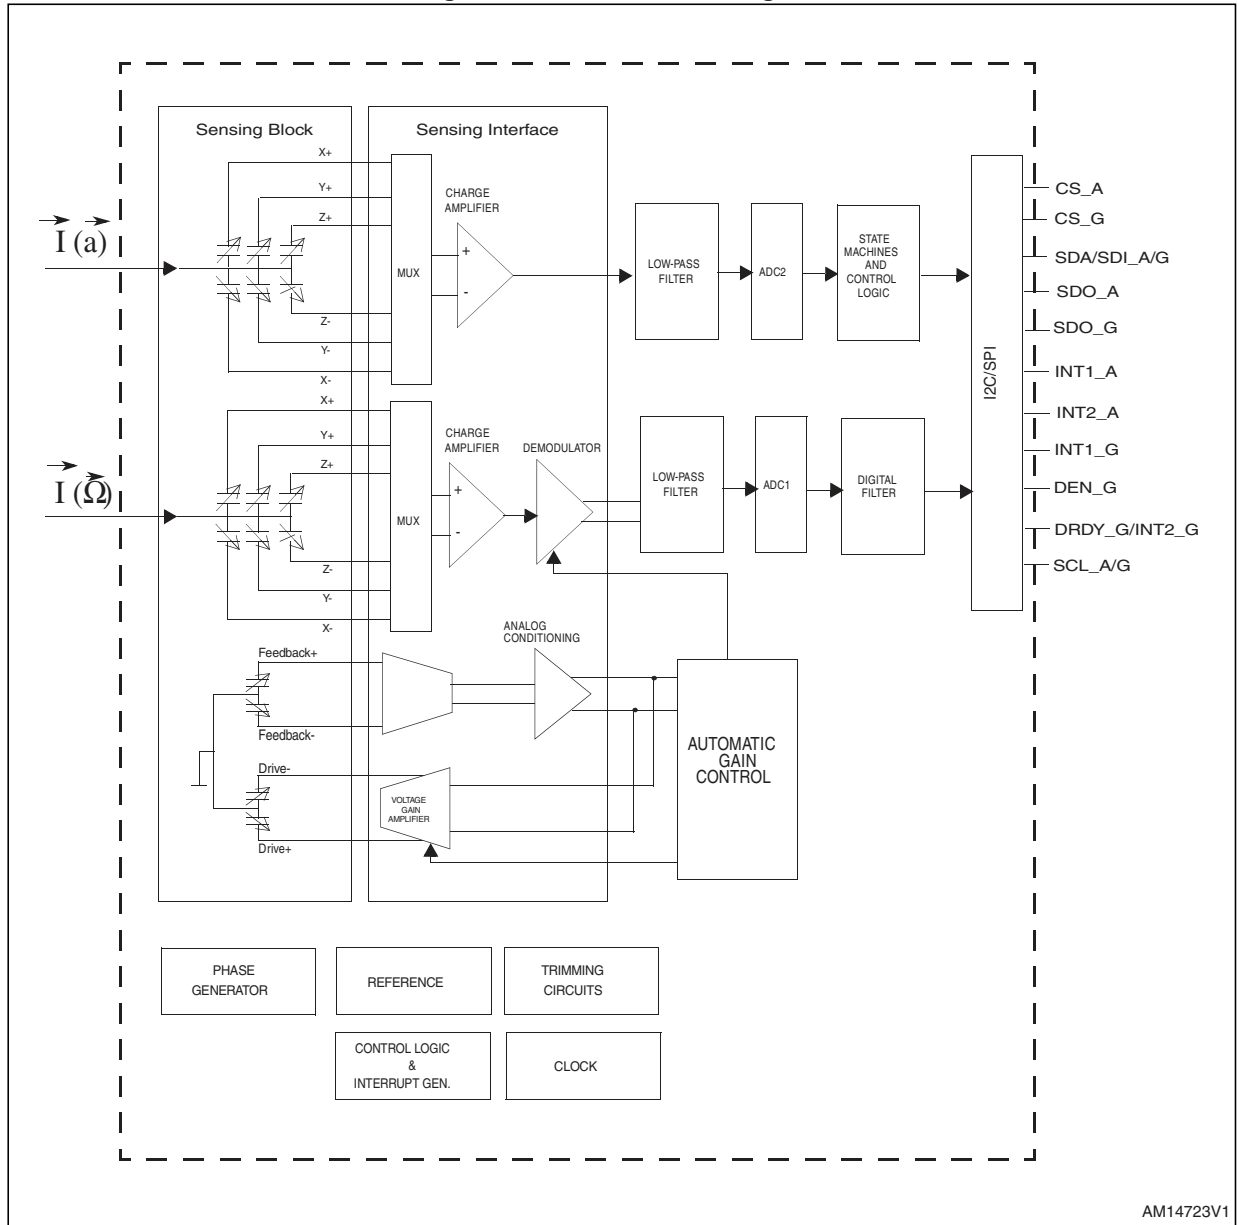 Sensing Block
Sensing Interface
X+
Y+
Z+
Z-
Y-
X-
I (a)
MUX
CHARGE
AMPLIFIER
+
-
LOW-PASS
FILTER
ADC2
STATE
MACHINES
AND
CONTROL
LOGIC
I2C/SPI
CS_A
CS_G
SDA/SDI_A/G
SDO_A
SDO_G
INT1_A
INT2_A
INT1_G
DEN_G
DRDY_G/INT2_G
SCL_A/G
X+
Y+
Z+
Z-
Y-
X-
I (Ω)
MUX
CHARGE
AMPLIFIER
+
-
DEMODULATOR
LOW-PASS
FILTER
ADC1
DIGITAL
FILTER
Feedback+
Feedback-
ANALOG
CONDITIONING
Drive-
Drive+
VOLTAGE
GAIN
AMPLIFIER
AUTOMATIC
GAIN
CONTROL
PHASE
GENERATOR
REFERENCE
TRIMMING
CIRCUITS
CONTROL LOGIC
&
INTERRUPT GEN.
CLOCK
AM14723V1